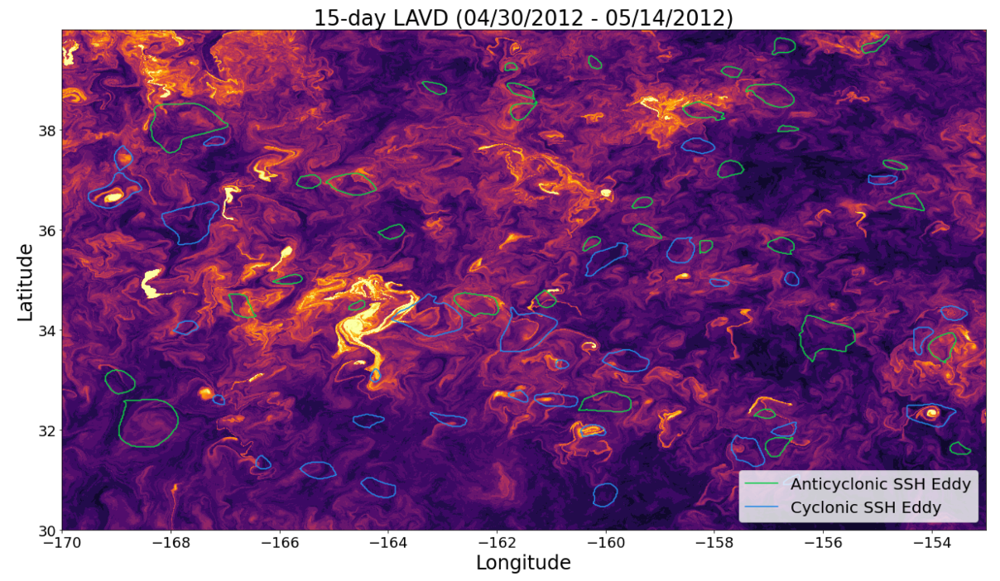 15-day LAVD (04/30/2012 - 05/14/2012)
38
36
34
32
30
Latitude
−170
−168
−166
−164
−162
−160
−158
−156
−154
Longitude
Anticyclonic SSH Eddy
Cyclonic SSH Eddy